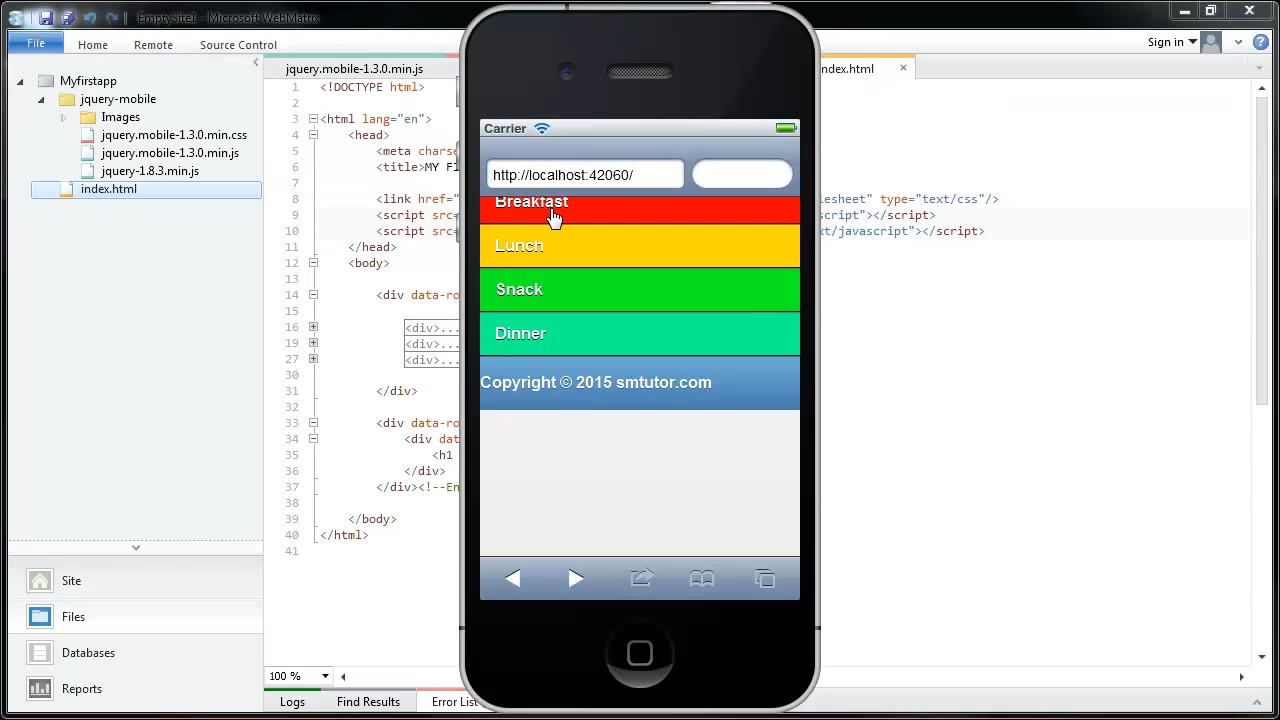 EmptySite1 - Microsoft WebMatrix
File
Home
Remote
Source Control
Sign in
Myfirstapp
jquery-mobile
Images
jquery.mobile-1.3.0.min.css
jquery.mobile-1.3.0.min.js
jquery-1.8.3.min.js
index.html
Site
Files
Databases
Reports
jquery.mobile-1.3.0.min.js
ndex.html
1 <!DOCTYPE html>
2
3 <html lang="en">
4 <head>
5 <meta charse
6 <title>MY Fi
7
8 <link href=" lesheet" type="text/css"/>
9 <script src= script"></script>
10 <script src= xt/javascript"></script>
11 </head>
12 <body>
13
14 <div data-ro
15
16 <div>...
19 <div>...
27 <div>...
30
31 </div>
32
33 <div data-ro
34 <div dat
35 <h1
36 </div>
37 </div><!--En
38
39 </body>
40 </html>
41
100 %
Logs
Find Results
Error List
Carrier
http://localhost:42060/
Breakfast
Lunch
Snack
Dinner
Copyright © 2015 smtutor.com